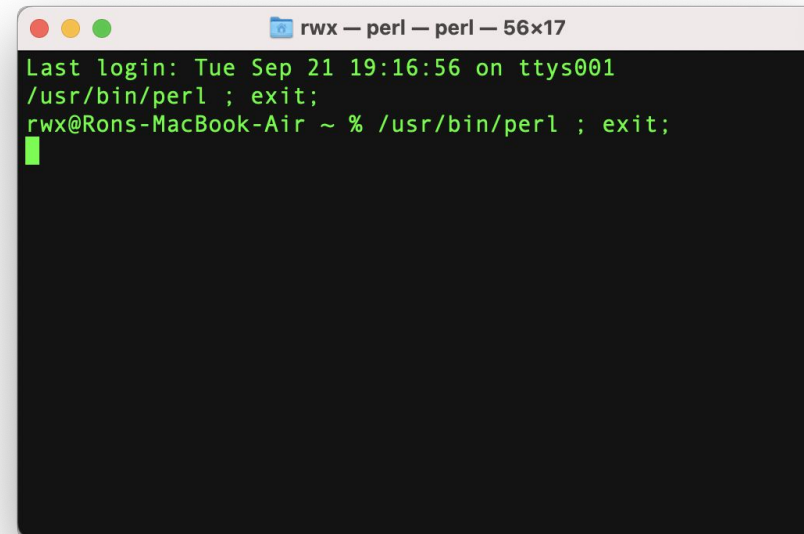 rwx — perl — perl — 56×17
Last login: Tue Sep 21 19:16:56 on ttys001
/usr/bin/perl ; exit;
rwx@Rons-MacBook-Air ~ % /usr/bin/perl ; exit;